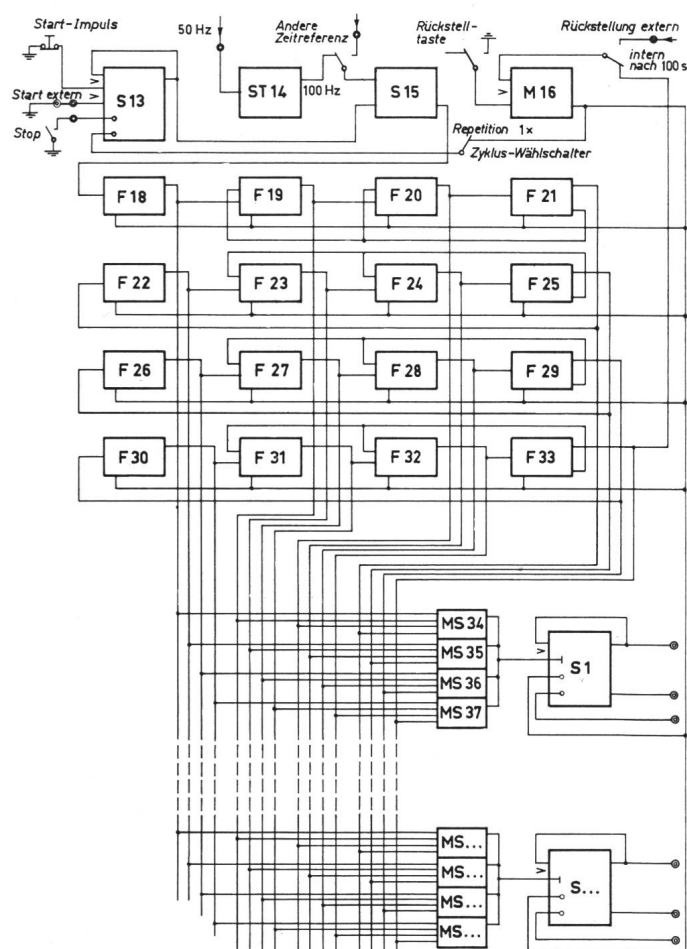 Start-Impuls
50 Hz
Andere
Zeitreferenz
Rückstell-
taste
Rückstellung extern
intern
nach 100 s
S 13
ST 14
100 Hz
S 15
M 16
Start extern
Stop
Repetition 1x
Zyklus-Wählschalter
F 18
F 19
F 20
F 21
F 22
F 23
F 24
F 25
F 26
F 27
F 28
F 29
F 30
F 31
F 32
F 33
MS 34
MS 35
MS 36
MS 37
S 1
MS...
MS...
MS...
MS...
S...